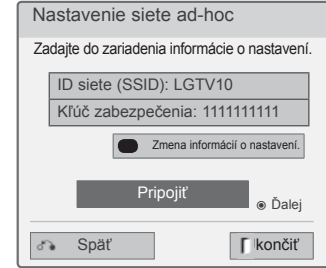 Nastavenie siete ad-hoc
Zadajte do zariadenia informácie o nastavení.
ID siete (SSID): LGTV10
Kľúč zabezpečenia: 1111111111
Zmena informácií o nastavení.
Pripojiť
Ďalej
Späť
končiť